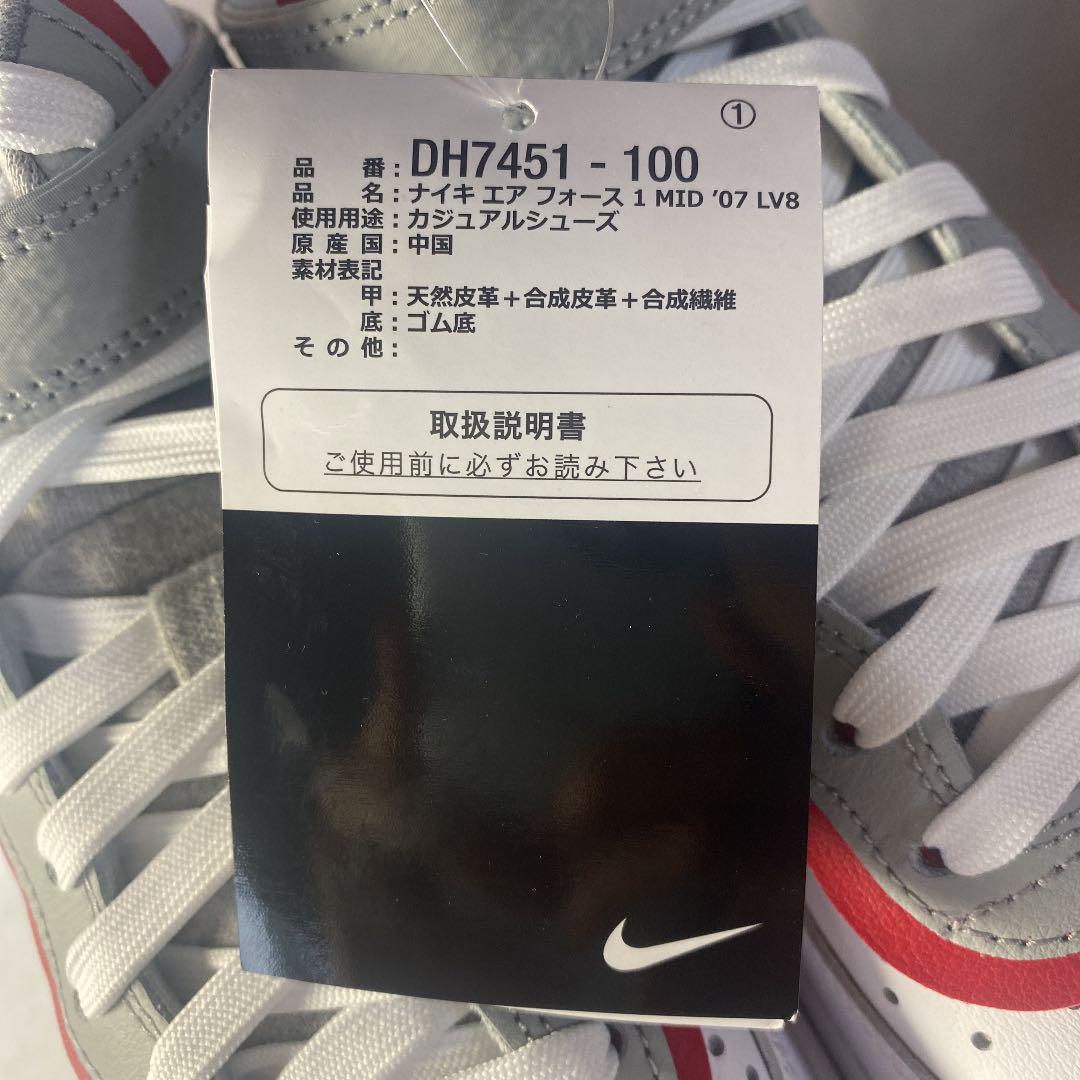 ①
品番:DH7451 - 100
品名:ナイキ エア フォース 1 MID ’07 LV8
使用用途:カジュアルシューズ
原産国:中国
素材表記
甲:天然皮革+合成皮革+合成繊維
底:ゴム底
その他:
取扱説明書
ご使用前に必ずお読み下さい